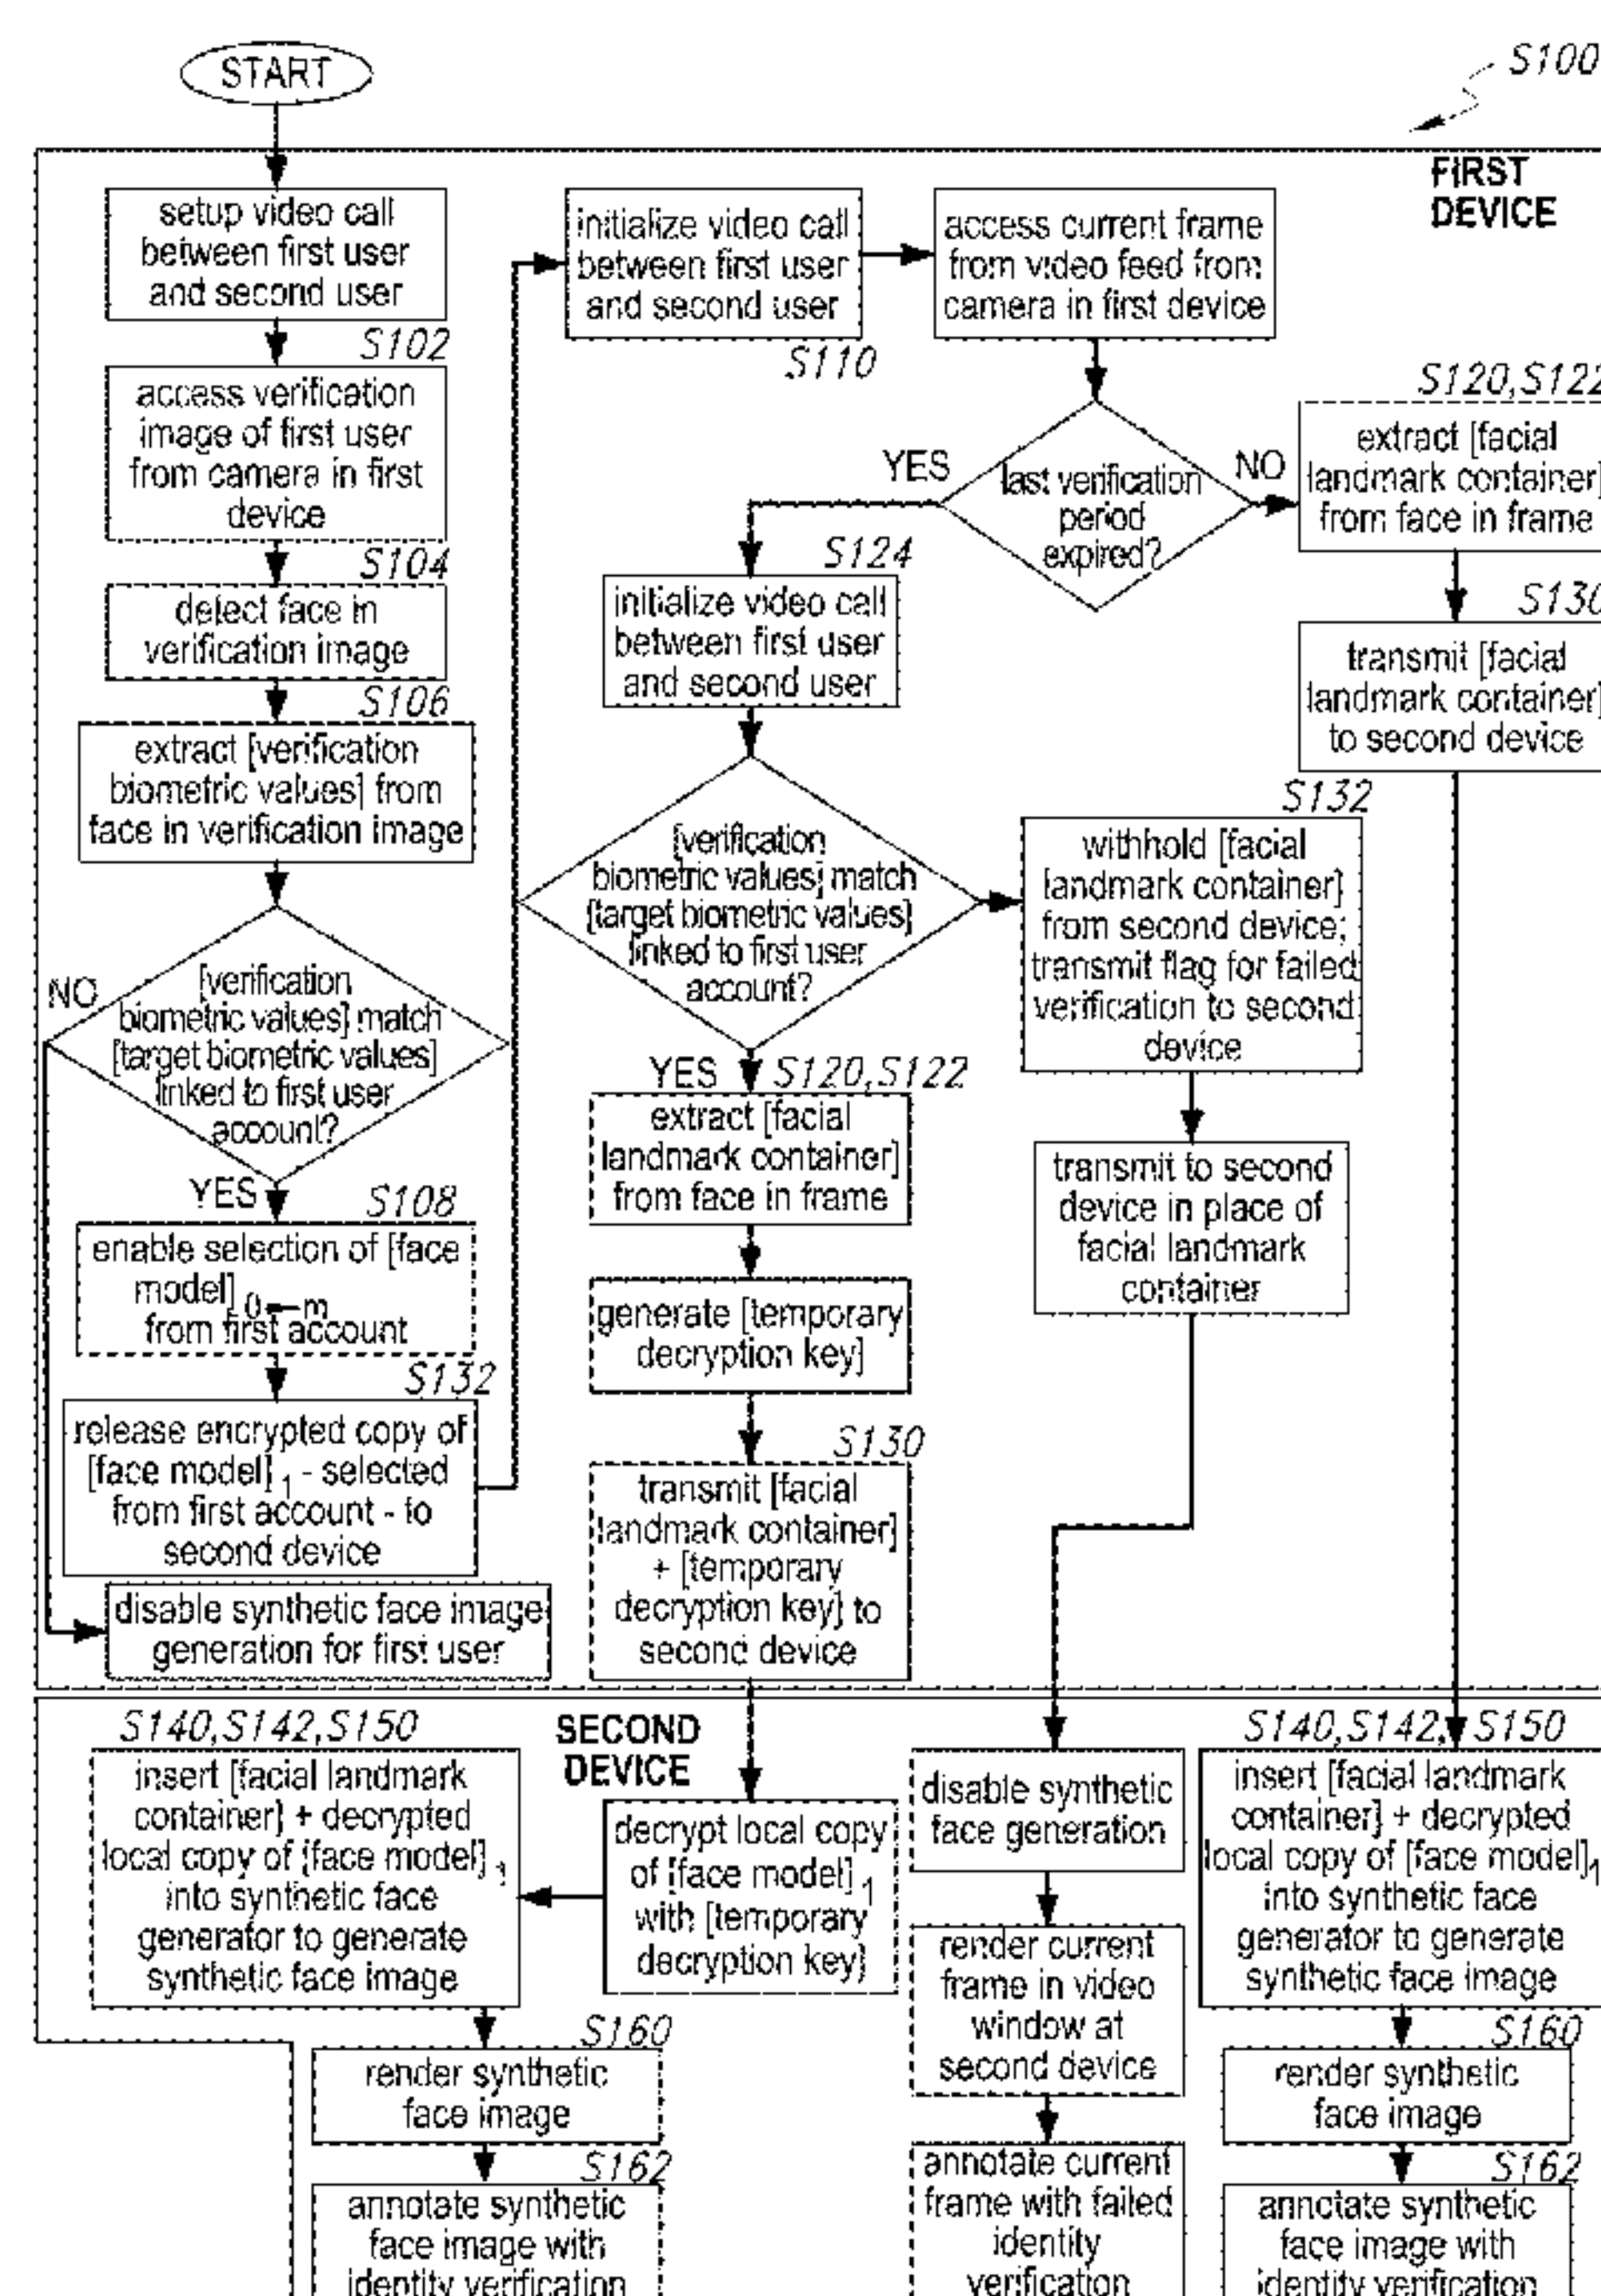 START
S100
FIRST
DEVICE
setup video call
between first user
and second user
S102
access verification
image of first user
from camera in first
device
S104
detect face in
verification image
S106
extract [verification
biometric values] from
face in verification image
NO
[verification
biometric values] match
[target biometric values]
linked to first user
account?
YES
S108
enable selection of [face
model] 0←m
from first account
S132
release encrypted copy of
[face model] 1 - selected
from first account - to
second device
disable synthetic face image
generation for first user
initialize video call
between first user
and second user
S110
access current frame
from video feed from
camera in first device
YES
last verification
period
expired?
NO
S120,S122
extract [facial
landmark container]
from face in frame
S130
transmit [facial
landmark container]
to second device
S124
initialize video call
between first user
and second user
[verification
biometric values] match
[target biometric values]
linked to first user
account?
S132
withhold [facial
landmark container]
from second device;
transmit flag for failed
verification to second
device
transmit to second
device in place of
facial landmark
container
YES
S120,S122
extract [facial
landmark container]
from face in frame
generate [temporary
decryption key]
S130
transmit [facial
landmark container]
+ [temporary
decryption key] to
second device
SECOND
DEVICE
S140,S142,S150
insert [facial landmark
container] + decrypted
local copy of [face model] 1
into synthetic face
generator to generate
synthetic face image
decrypt local copy
of [face model] 1
with [temporary
decryption key]
S160
render synthetic
face image
S162
annotate synthetic
face image with
identity verification
disable synthetic
face generation
render current
frame in video
window at
second device
annotate current
frame with failed
identity
verification
S140,S142, S150
insert [facial landmark
container] + decrypted
local copy of [face model] 1
into synthetic face
generator to generate
synthetic face image
S160
render synthetic
face image
S162
annotate synthetic
face image with
identity verification